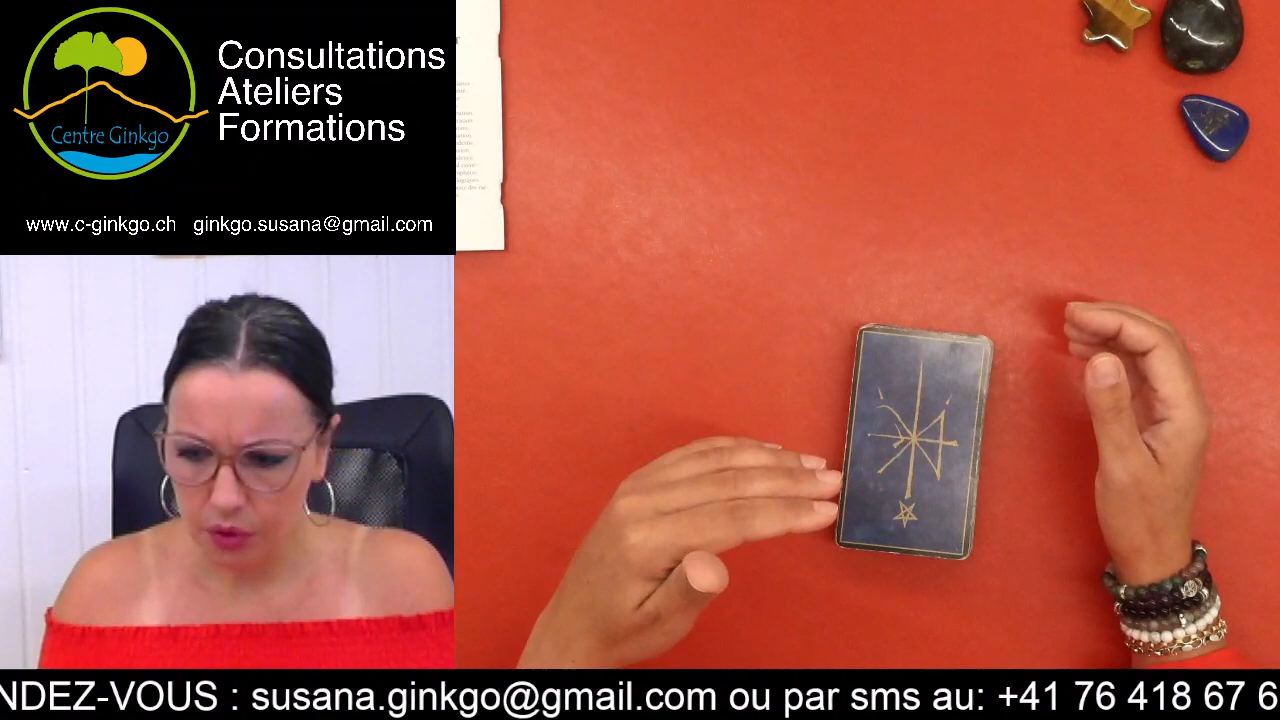 Consultations
Ateliers
Formations
Centre Ginkgo
www.c-ginkgo.ch ginkgo.susana@gmail.com
NDEZ-VOUS : susana.ginkgo@gmail.com ou par sms au: +41 76 418 67 6